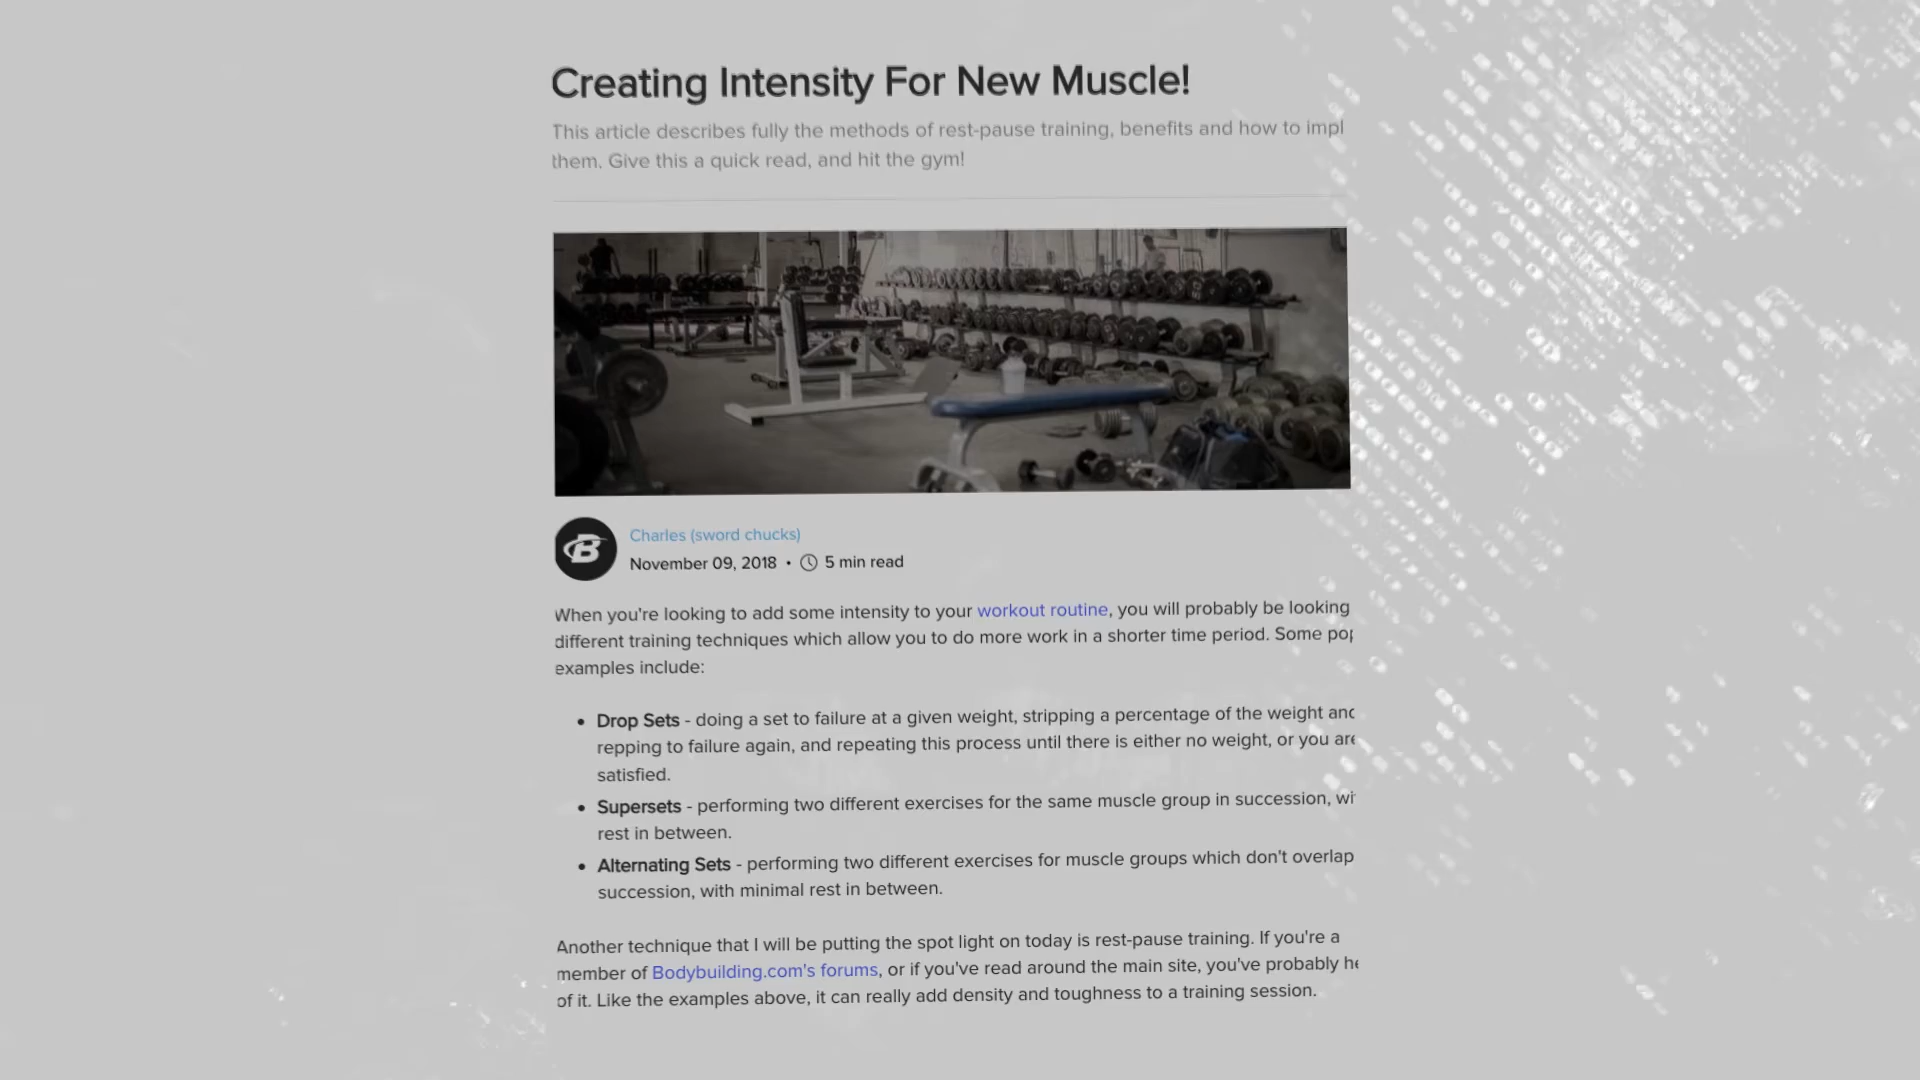 Creating Intensity For New Muscle!
This article describes fully the methods of rest-pause training, benefits and how to impl
them. Give this a quick read, and hit the gym!
B
Charles (sword chucks)
November 09, 2018 • 5 min read
When you're looking to add some intensity to your workout routine, you will probably be looking
different training techniques which allow you to do more work in a shorter time period. Some
examples include:
• Drop Sets - doing a set to failure at a given weight, stripping a percentage of the weight and
repping to failure again, and repeating this process until there is either no weight, or you are
satisfied.
• Supersets - performing two different exercises for the same muscle group in succession,
rest in between.
• Alternating Sets - performing two different exercises for muscle groups which don't overlap
succession, with minimal rest in between.
Another technique that I will be putting the spot light on today is rest-pause training. If you're a
member of Bodybuilding.com's forums, or if you've read around the main site, you've probably
of it. Like the examples above, it can really add density and toughness to a training session.